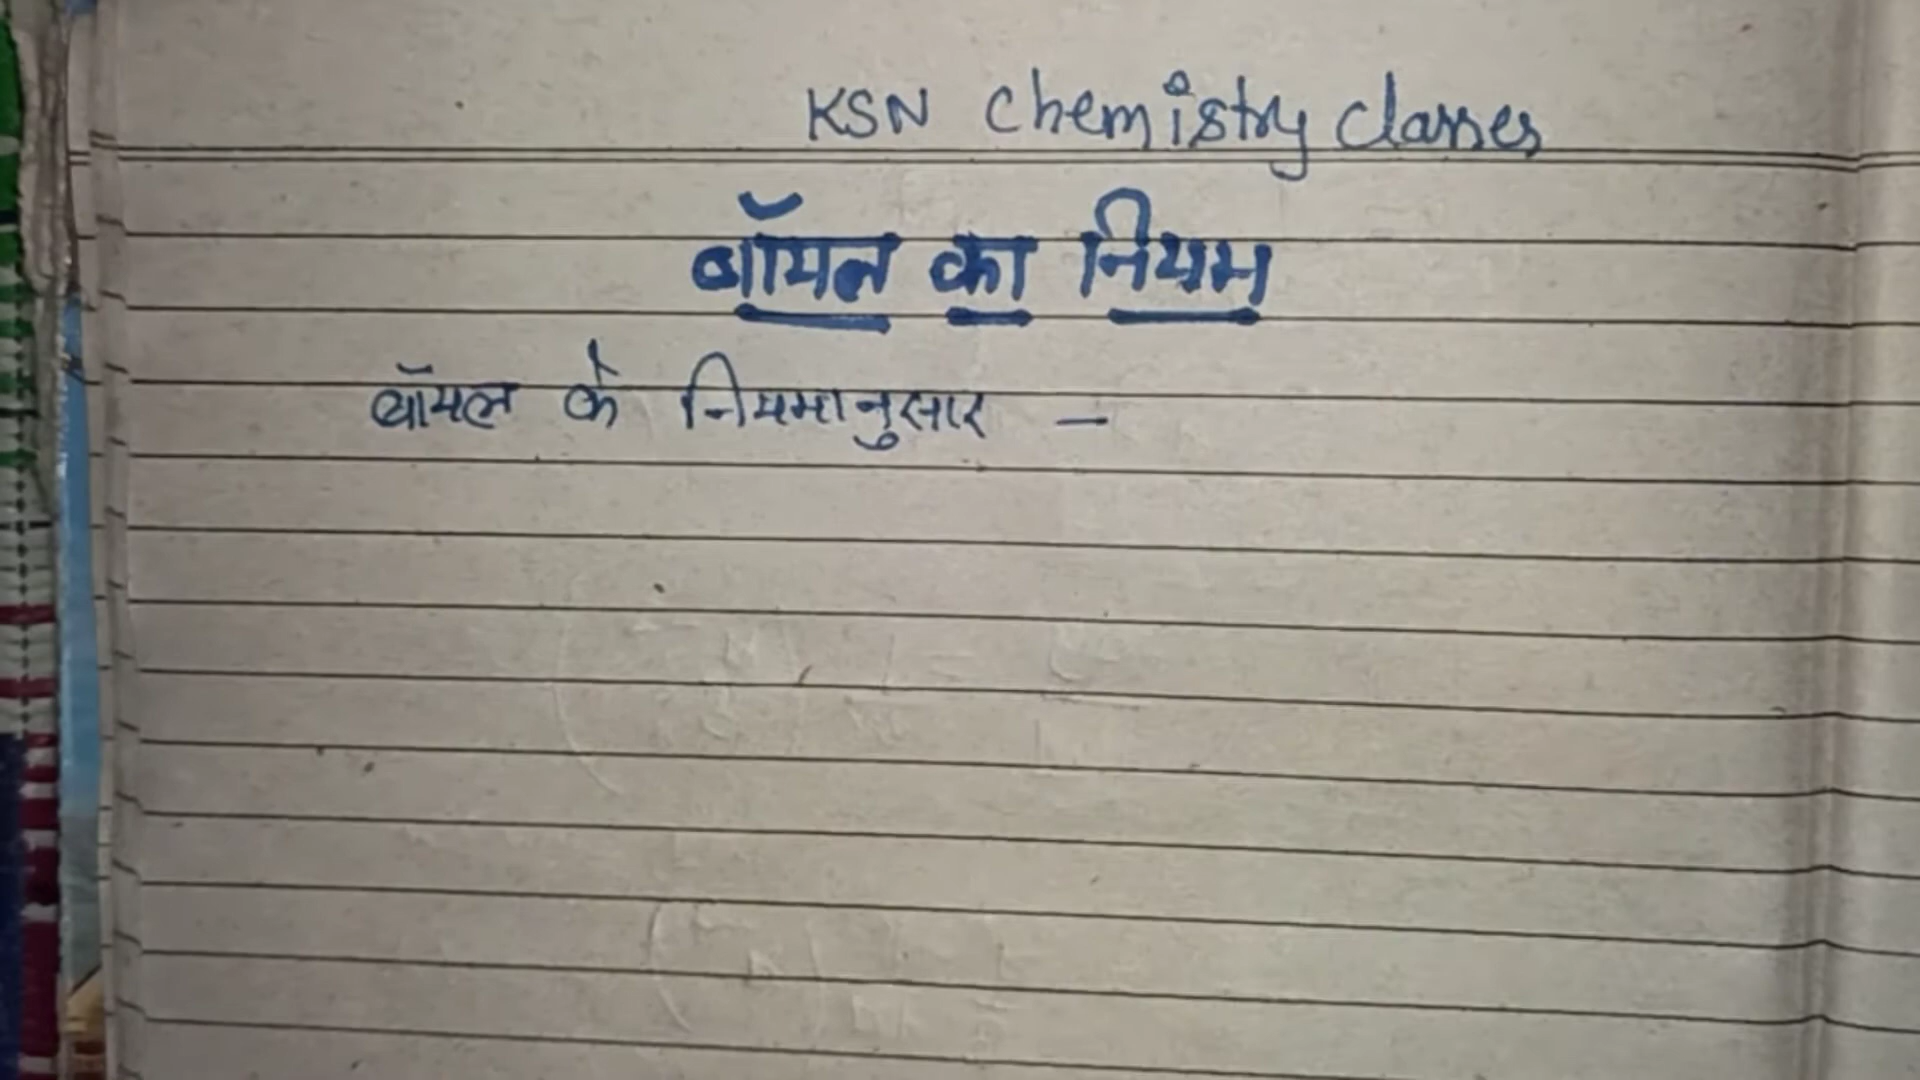 KSN Chemistry Classes
बॉयल का नियम
बॉयल के नियमानुसार –